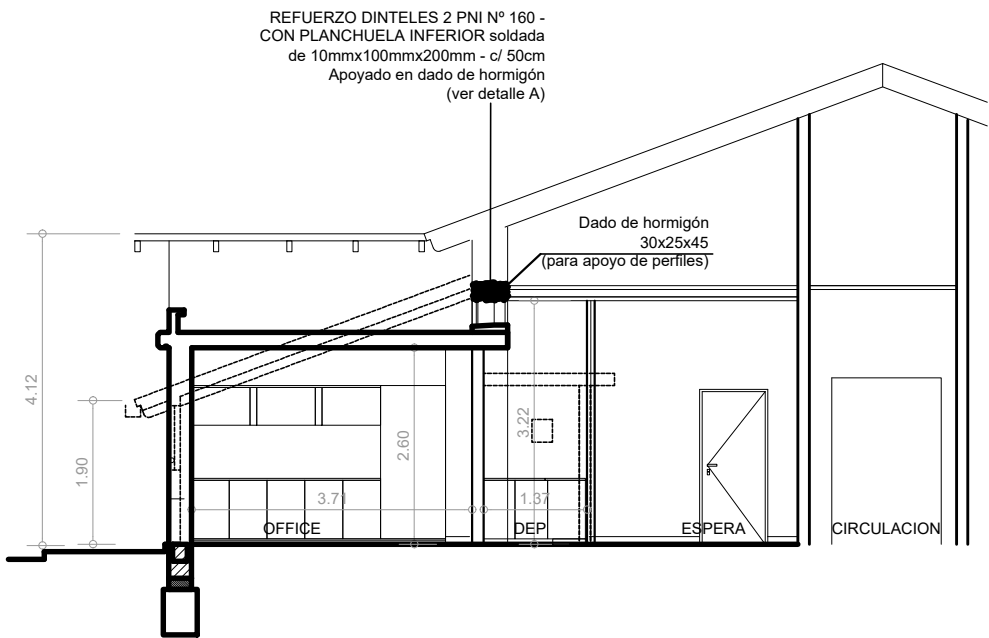 REFUERZO DINTELES 2 PNI Nº 160 -
CON PLANCHUELA INFERIOR soldada
de 10mmx100mmx200mm - c/ 50cm
Apoyado en dado de hormigón
(ver detalle A)
Dado de hormigón
30x25x45
(para apoyo de perfiles)
4.12
1.90
2.60
3.22
3.71
1.37
OFFICE
DEP
ESPERA
CIRCULACION